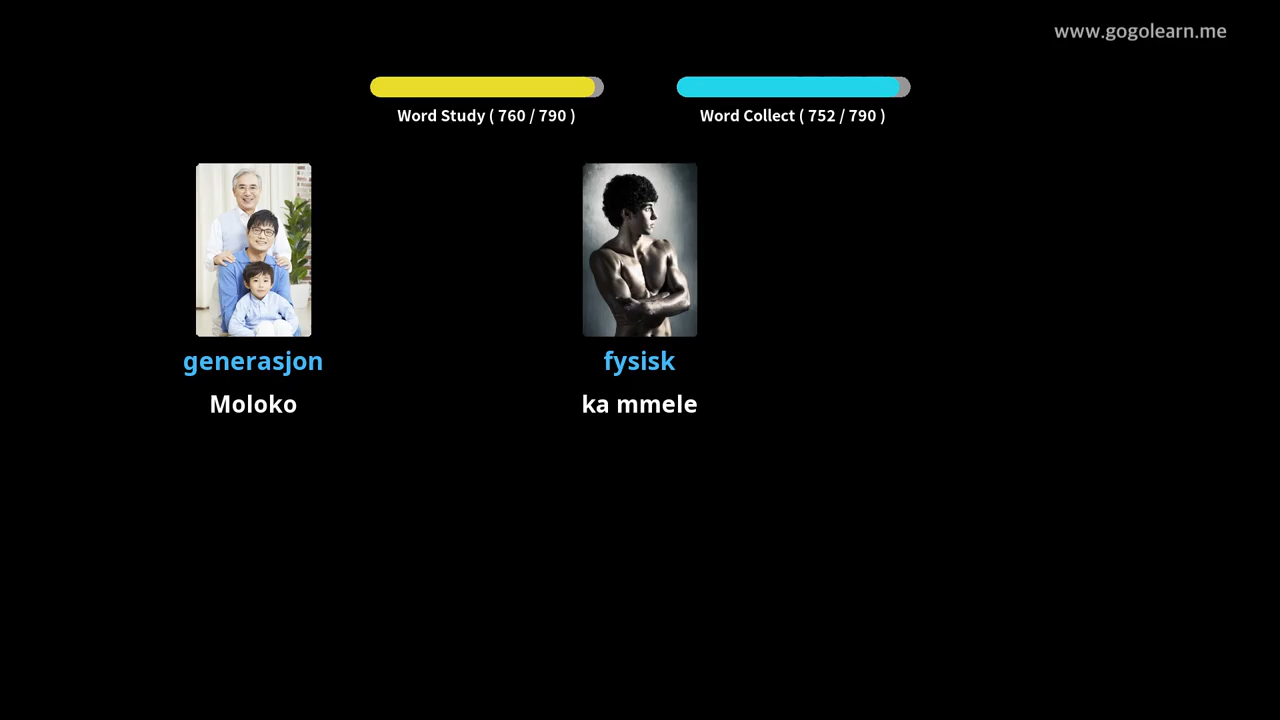 www.gogolearn.me
Word Study ( 760 / 790 )
Word Collect ( 752 / 790 )
generasjon
fysisk
Moloko
ka mmele